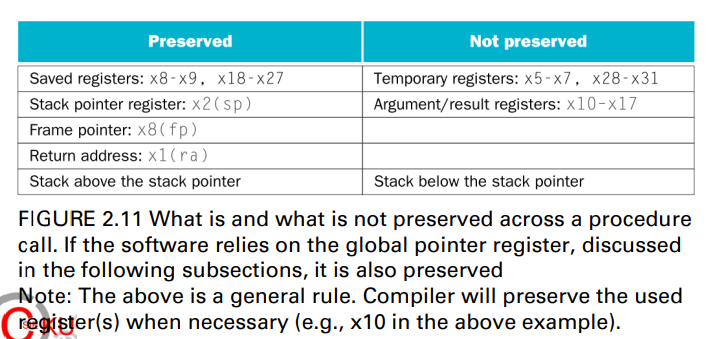 Preserved Not preserved
Saved registers: x8-x9, x18-x27 Temporary registers: x5-x7, x28-x31
Stack pointer register: x2(sp) Argument/result registers: x10-x17
Frame pointer: x8(fp)
Return address: x1(ra)
Stack above the stack pointer Stack below the stack pointer
FIGURE 2.11 What is and what is not preserved across a procedure
call. If the software relies on the global pointer register, discussed
in the following subsections, it is also preserved
Note: The above is a general rule. Compiler will preserve the used
register(s) when necessary (e.g., x10 in the above example).